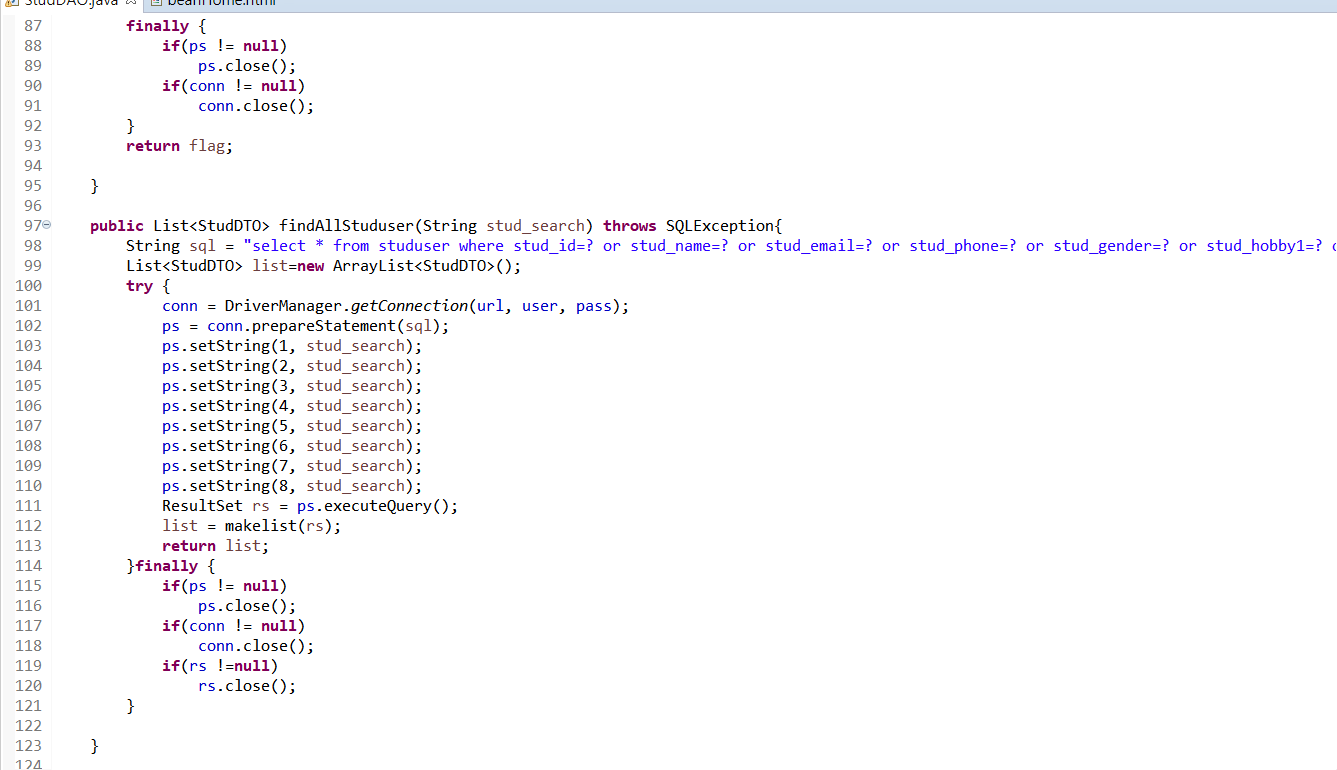 StudDAO.java beanHome.html
87 finally {
88 if(ps != null)
89 ps.close();
90 if(conn != null)
91 conn.close();
92 }
93 return flag;
94
95 }
96
97 public List<StudDTO> findAllStuduser(String stud_search) throws SQLException{
98 String sql = "select * from studuser where stud_id=? or stud_name=? or stud_email=? or stud_phone=? or stud_gender=? or stud_hobby1=?
99 List<StudDTO> list=new ArrayList<StudDTO>();
100 try {
101 conn = DriverManager.getConnection(url, user, pass);
102 ps = conn.prepareStatement(sql);
103 ps.setString(1, stud_search);
104 ps.setString(2, stud_search);
105 ps.setString(3, stud_search);
106 ps.setString(4, stud_search);
107 ps.setString(5, stud_search);
108 ps.setString(6, stud_search);
109 ps.setString(7, stud_search);
110 ps.setString(8, stud_search);
111 ResultSet rs = ps.executeQuery();
112 list = makelist(rs);
113 return list;
114 }finally {
115 if(ps != null)
116 ps.close();
117 if(conn != null)
118 conn.close();
119 if(rs !=null)
120 rs.close();
121 }
122
123 }
124